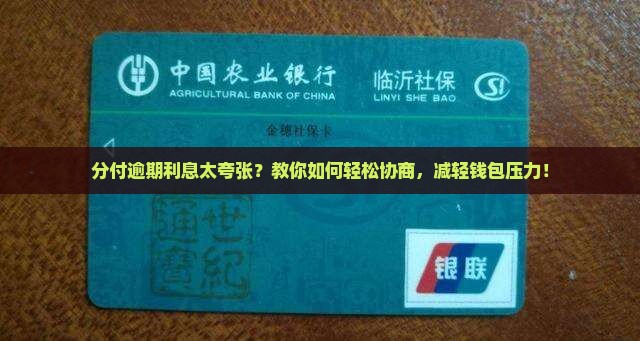 中国农业银行
AGRICULTURAL BANK OF CHINA
临沂社保
LINYI SHE BAO
金穗社保卡
分付逾期利息太夸张？教你如何轻松协商，减轻钱包压力！
世纪
通寶
银联